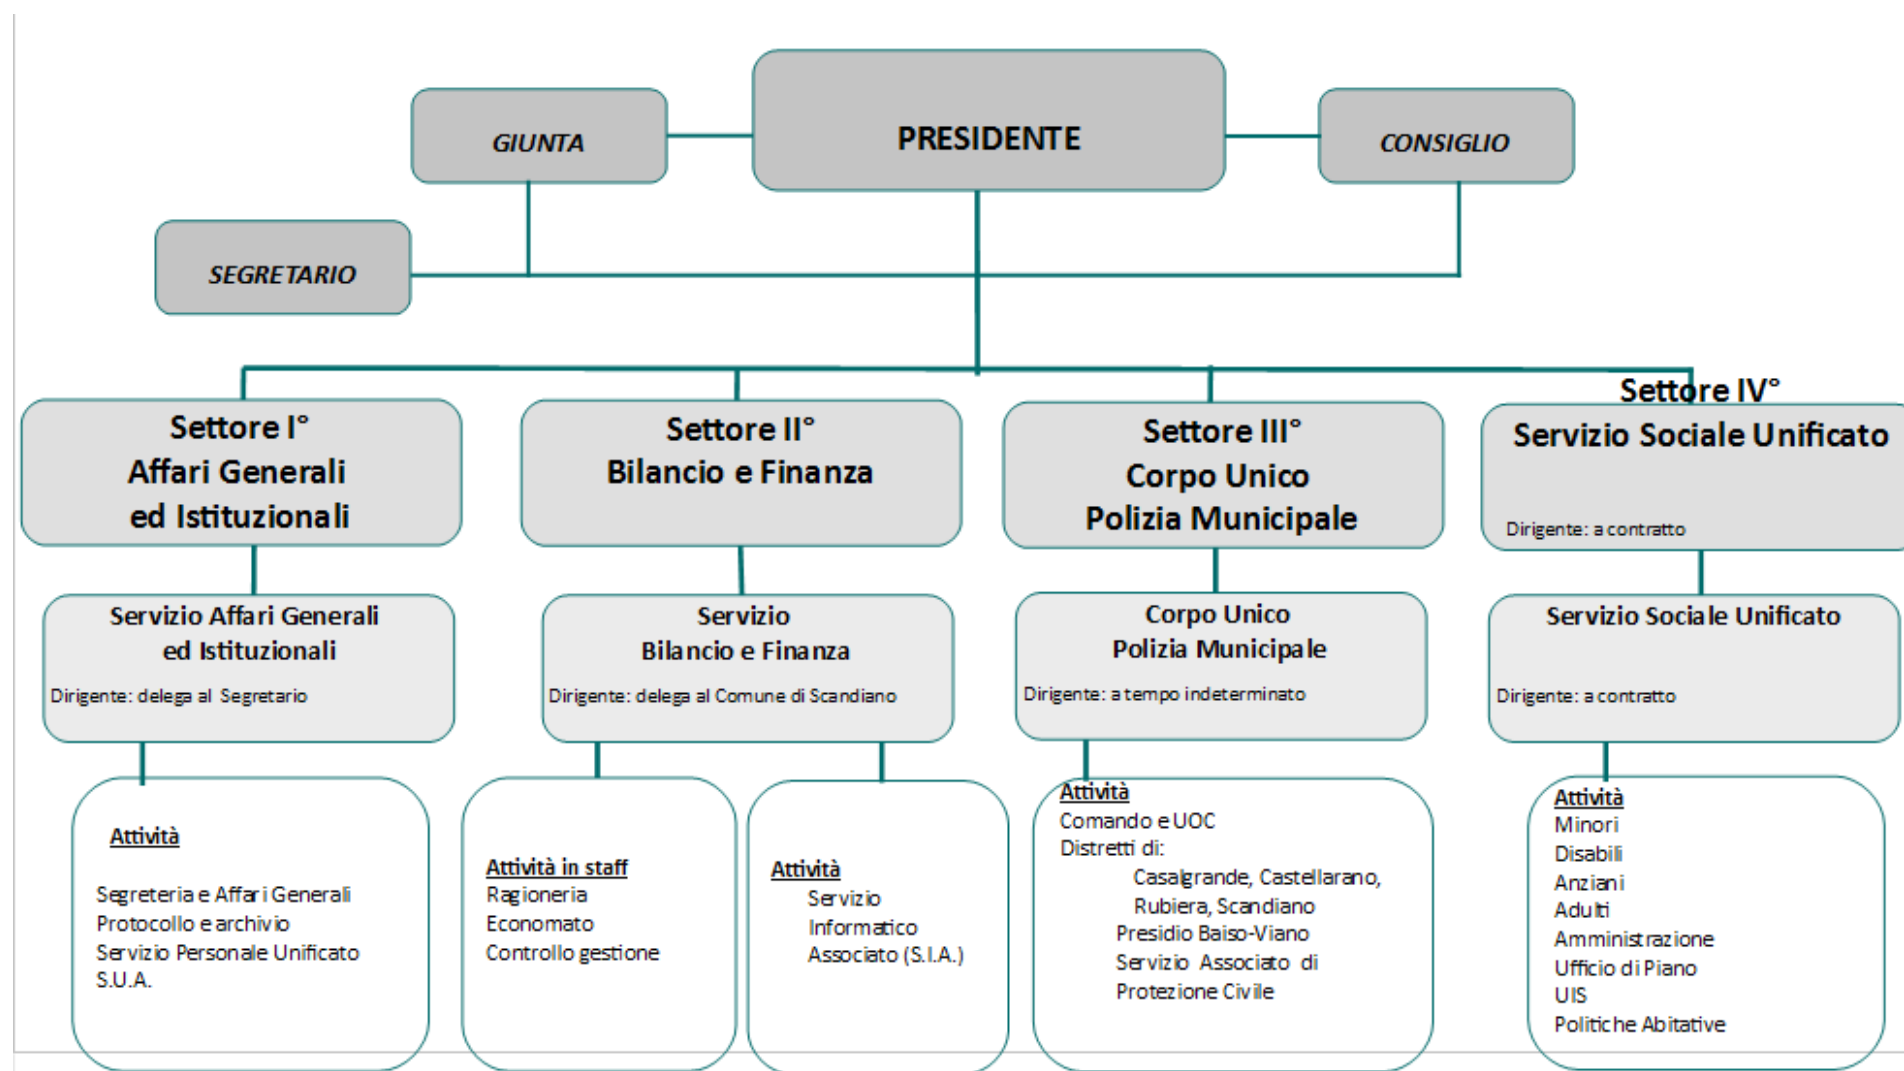 PRESIDENTE
GIUNTA
CONSIGLIO
SEGRETARIO
Settore I°
Affari Generali
ed Istituzionali
Settore II°
Bilancio e Finanza
Settore III°
Corpo Unico
Polizia Municipale
Settore IV°
Servizio Sociale Unificato
Dirigente: a contratto
Servizio Affari Generali
ed Istituzionali
Dirigente: delega al Segretario
Servizio
Bilancio e Finanza
Dirigente: delega al Comune di Scandiano
Corpo Unico
Polizia Municipale
Dirigente: a tempo indeterminato
Servizio Sociale Unificato
Dirigente: a contratto
Attività
Segreteria e Affari Generali
Protocollo e archivio
Servizio Personale Unificato
S.U.A.
Attività in staff
Ragioneria
Economato
Controllo gestione
Attività
Servizio
Informatico
Associato (S.I.A.)
Attività
Comando e UOC
Distretti di:
Casalgrande, Castellarano,
Rubiera, Scandiano
Presidio Baiso-Viano
Servizio Associato di
Protezione Civile
Attività
Minori
Disabili
Anziani
Adulti
Amministrazione
Ufficio di Piano
UIS
Politiche Abitative